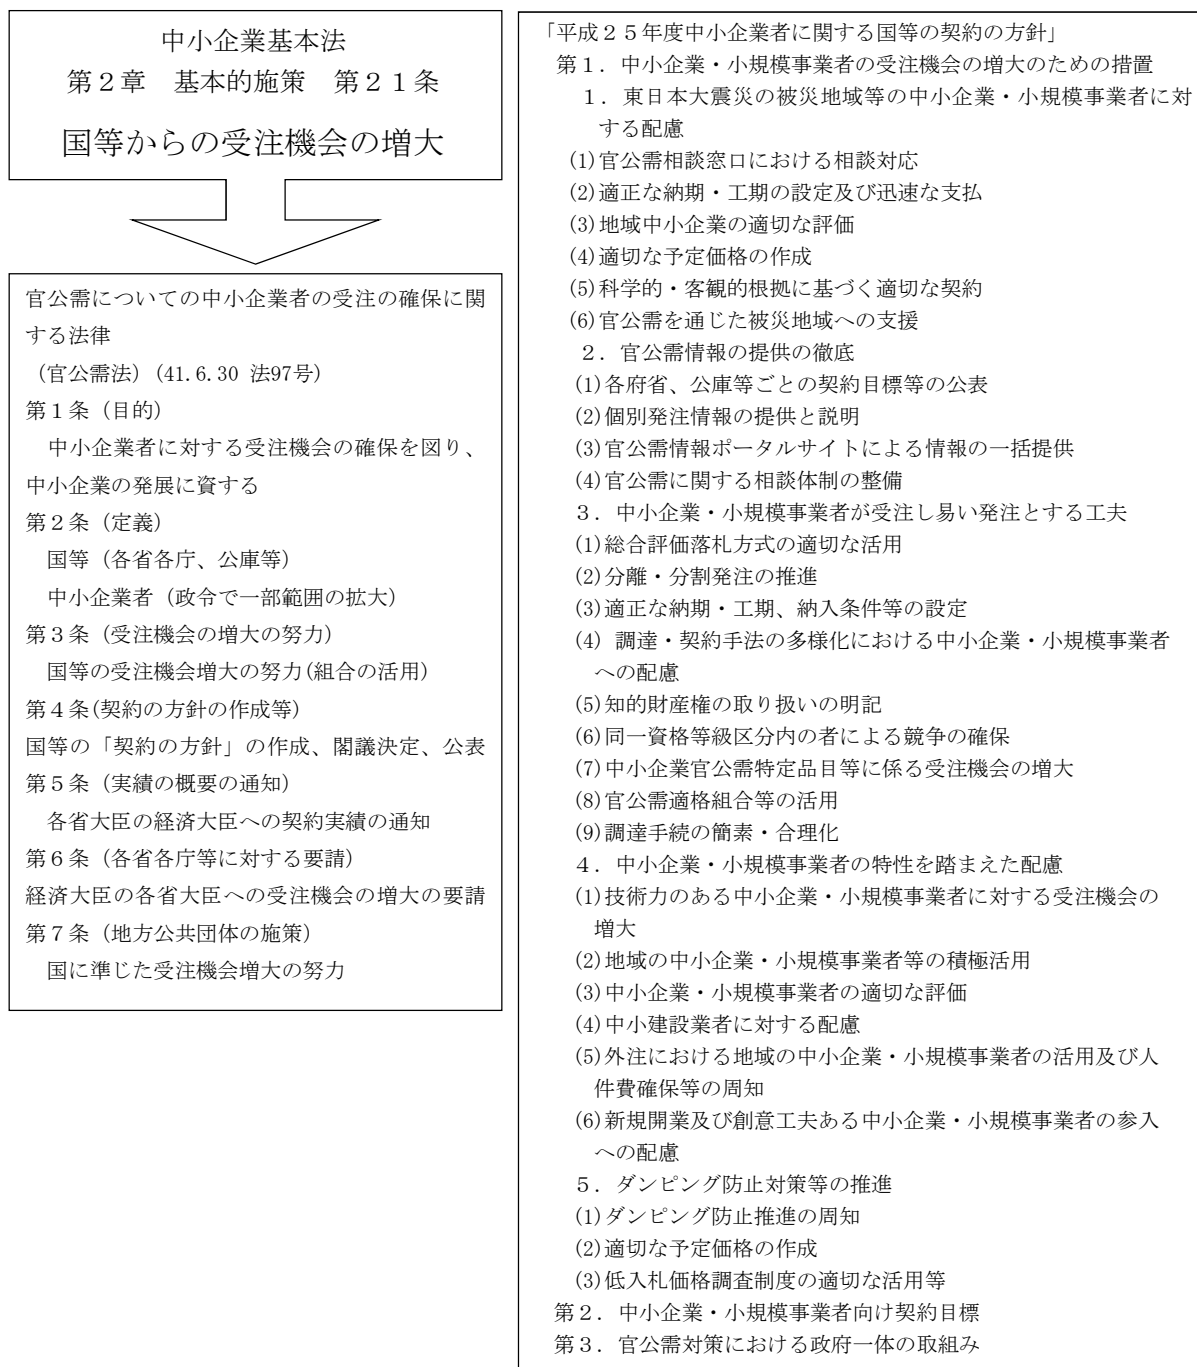 中小企業基本法
第２章　基本的施策　第２１条
国等からの受注機会の増大
官公需についての中小企業者の受注の確保に関
する法律
（官公需法）(41.6.30 法97号)
第１条（目的）
中小企業者に対する受注機会の確保を図り、
中小企業の発展に資する
第２条（定義）
国等（各省各庁、公庫等）
中小企業者（政令で一部範囲の拡大）
第３条（受注機会の増大の努力）
国等の受注機会増大の努力(組合の活用)
第４条(契約の方針の作成等)
国等の「契約の方針」の作成、閣議決定、公表
第５条（実績の概要の通知）
各省大臣の経済大臣への契約実績の通知
第６条（各省各庁等に対する要請）
経済大臣の各省大臣への受注機会の増大の要請
第７条（地方公共団体の施策）
国に準じた受注機会増大の努力
「平成２５年度中小企業者に関する国等の契約の方針」
第１．中小企業・小規模事業者の受注機会の増大のための措置
１．東日本大震災の被災地域等の中小企業・小規模事業者に対
する配慮
(1)官公需相談窓口における相談対応
(2)適正な納期・工期の設定及び迅速な支払
(3)地域中小企業の適切な評価
(4)適切な予定価格の作成
(5)科学的・客観的根拠に基づく適切な契約
(6)官公需を通じた被災地域への支援
２．官公需情報の提供の徹底
(1)各府省、公庫等ごとの契約目標等の公表
(2)個別発注情報の提供と説明
(3)官公需情報ポータルサイトによる情報の一括提供
(4)官公需に関する相談体制の整備
３．中小企業・小規模事業者が受注し易い発注とする工夫
(1)総合評価落札方式の適切な活用
(2)分離・分割発注の推進
(3)適正な納期・工期、納入条件等の設定
(4) 調達・契約手法の多様化における中小企業・小規模事業者
への配慮
(5)知的財産権の取り扱いの明記
(6)同一資格等級区分内の者による競争の確保
(7)中小企業官公需特定品目等に係る受注機会の増大
(8)官公需適格組合等の活用
(9)調達手続の簡素・合理化
４．中小企業・小規模事業者の特性を踏まえた配慮
(1)技術力のある中小企業・小規模事業者に対する受注機会の
増大
(2)地域の中小企業・小規模事業者等の積極活用
(3)中小企業・小規模事業者の適切な評価
(4)中小建設業者に対する配慮
(5)外注における地域の中小企業・小規模事業者の活用及び人
件費確保等の周知
(6)新規開業及び創意工夫ある中小企業・小規模事業者の参入
への配慮
５．ダンピング防止対策等の推進
(1)ダンピング防止推進の周知
(2)適切な予定価格の作成
(3)低入札価格調査制度の適切な活用等
第２．中小企業・小規模事業者向け契約目標
第３．官公需対策における政府一体の取組み